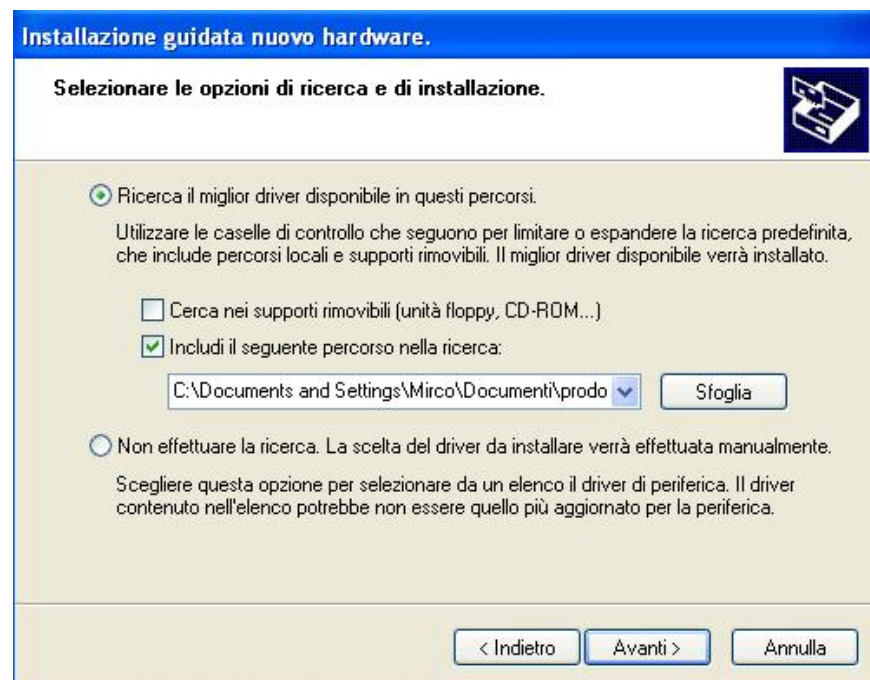 Installazione guidata nuovo hardware.
Selezionare le opzioni di ricerca e di installazione.
Ricerca il miglior driver disponibile in questi percorsi.
Utilizzare le caselle di controllo che seguono per limitare o espandere la ricerca predefinita,
che include percorsi locali e supporti rimovibili. Il miglior driver disponibile verrà installato.
Cerca nei supporti rimovibili (unità floppy, CD-ROM...)
Includi il seguente percorso nella ricerca:
C:\Documents and Settings\Mirco\Documenti\prodo
Sfoglia
Non effettuare la ricerca. La scelta del driver da installare verrà effettuata manualmente.
Scegliere questa opzione per selezionare da un elenco il driver di periferica. Il driver
contenuto nell'elenco potrebbe non essere quello più aggiornato per la periferica.
< Indietro
Avanti >
Annulla